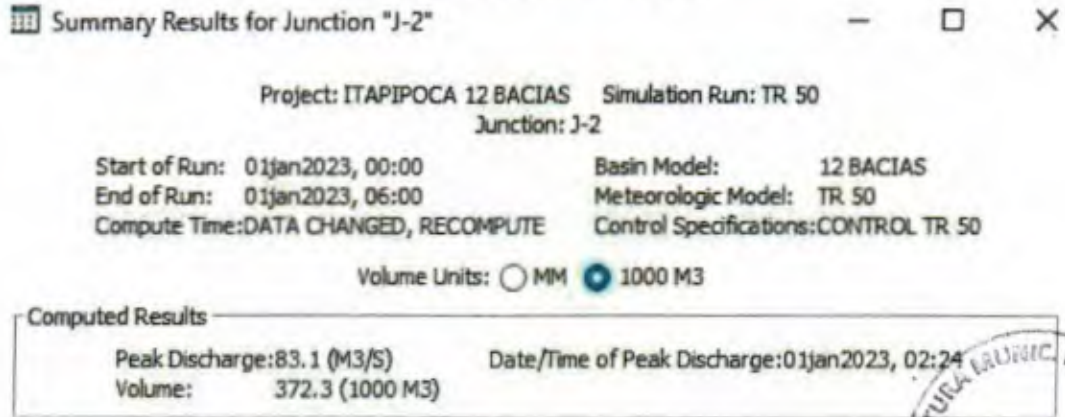 Summary Results for Junction "J-2"
Project: ITAPIPOCA 12 BACIAS Simulation Run: TR 50
Junction: J-2
Start of Run: 01jan2023, 00:00 Basin Model: 12 BACIAS
End of Run: 01jan2023, 06:00 Meteorologic Model: TR 50
Compute Time:DATA CHANGED, RECOMPUTE Control Specifications:CONTROL TR 50
Volume Units: MM 1000 M3
Computed Results
Peak Discharge:83.1 (M3/S) Date/Time of Peak Discharge:01jan2023, 02:24
Volume: 372.3 (1000 M3)